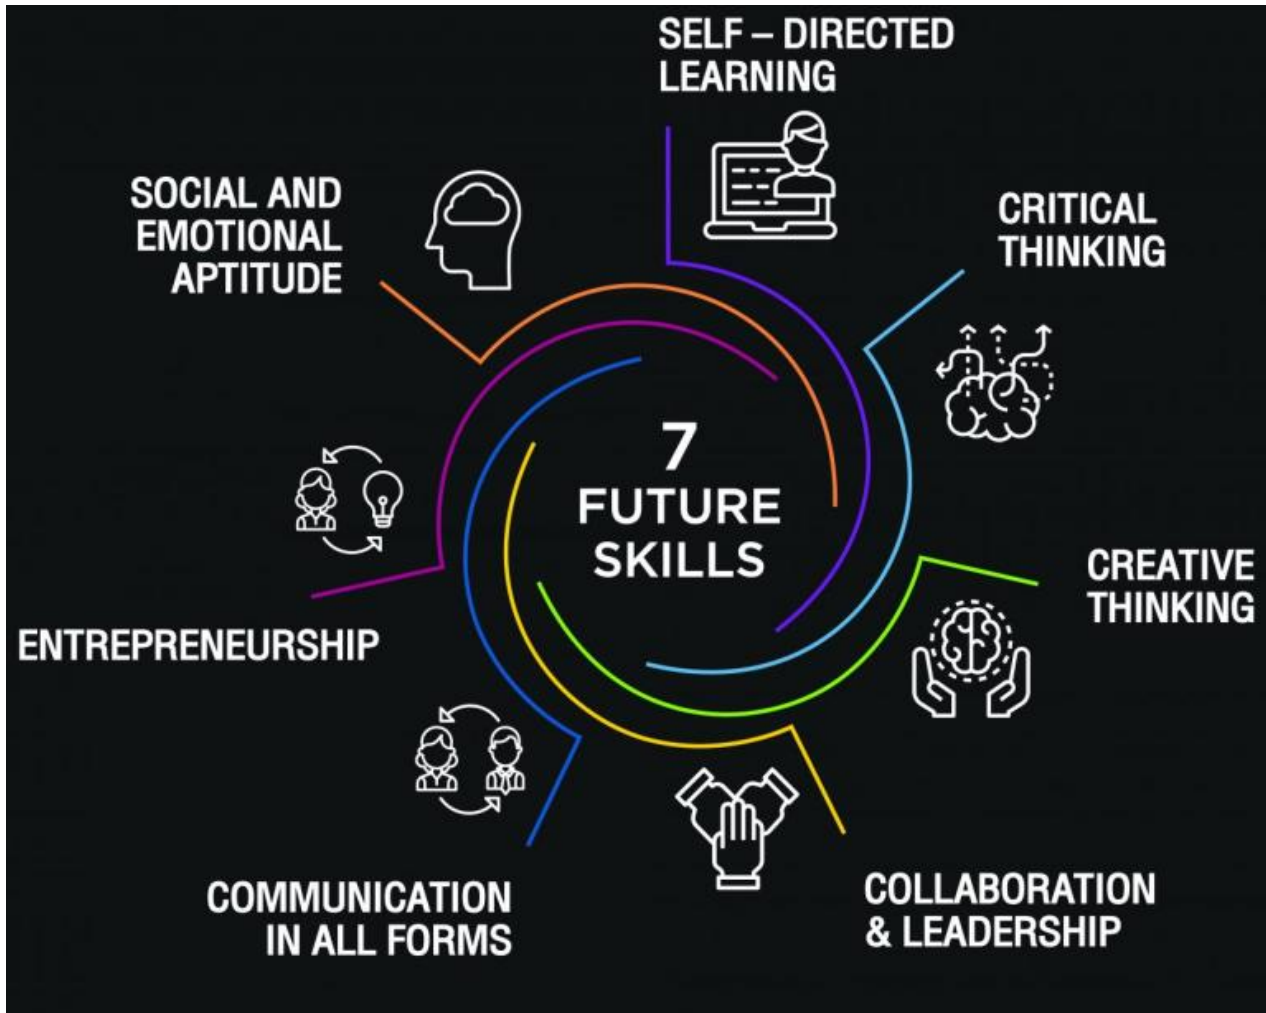 SELF – DIRECTED
LEARNING
CRITICAL
THINKING
CREATIVE
THINKING
COLLABORATION
& LEADERSHIP
COMMUNICATION
IN ALL FORMS
ENTREPRENEURSHIP
SOCIAL AND
EMOTIONAL
APTITUDE
7
FUTURE
SKILLS